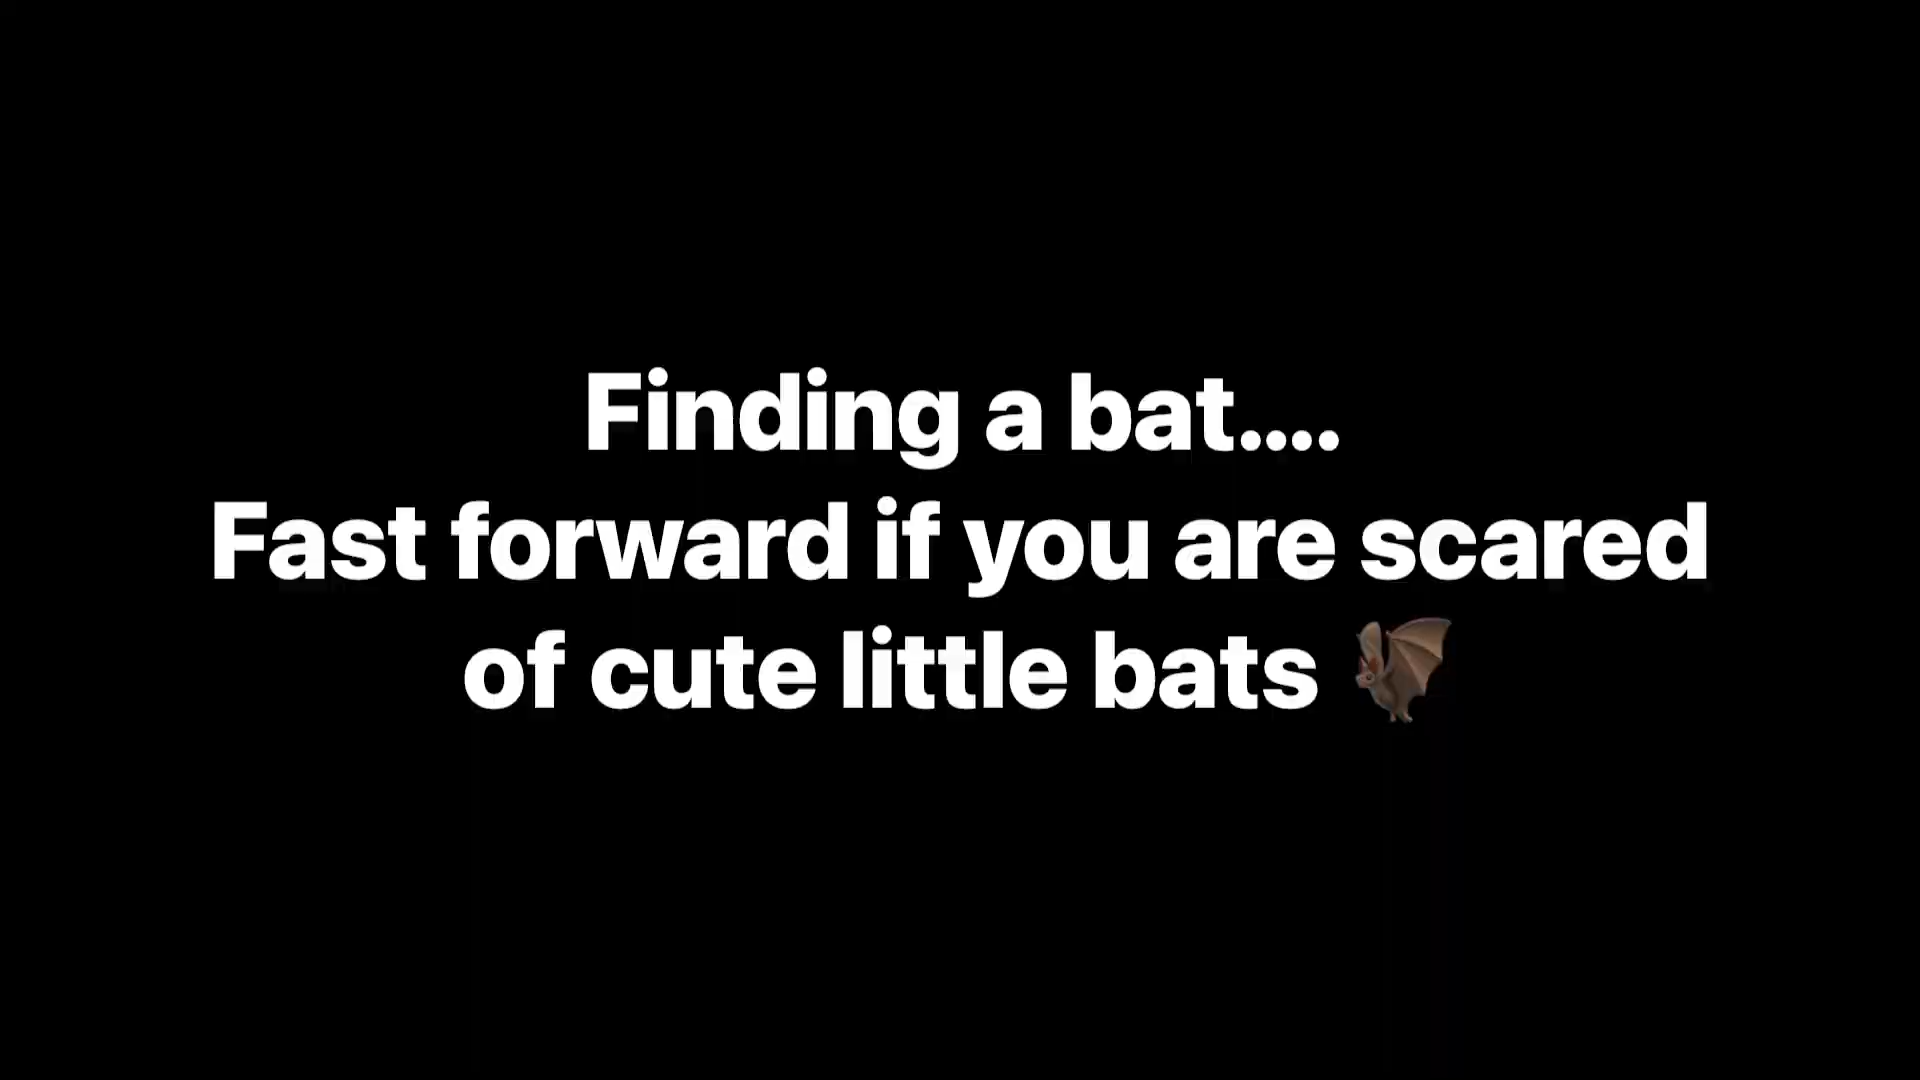 Finding a bat....
Fast forward if you are scared
of cute little bats 🦇